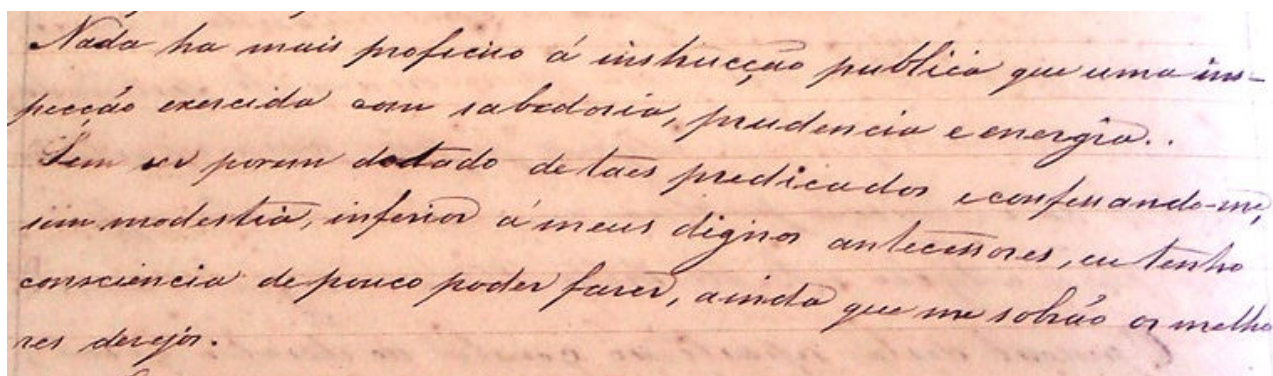 Nada ha mais proficuo á instrucção publica que uma ins-
pecção exercida com sabedoria, prudencia e energia..
Sem ser porem dotado de taes predicados e confessando-me,
sem modestia, inferior á meus dignos antecessores, eu tenho
consciencia de pouco poder faser, ainda que me sobrão os melho
res desejos.